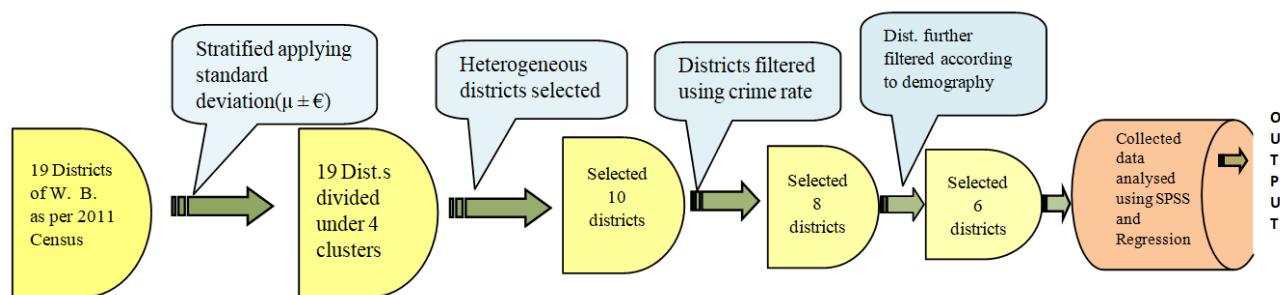 19 Districts
of W. B.
as per 2011
Census
Stratified applying
standard
deviation(μ ± €)
19 Dist.s
divided
under 4
clusters
Heterogeneous
districts selected
Selected
10
districts
Districts filtered
using crime rate
Selected
8
districts
Dist. further
filtered according
to demography
Selected
6
districts
Collected
data
analysed
using SPSS
and
Regression
OUTPUT